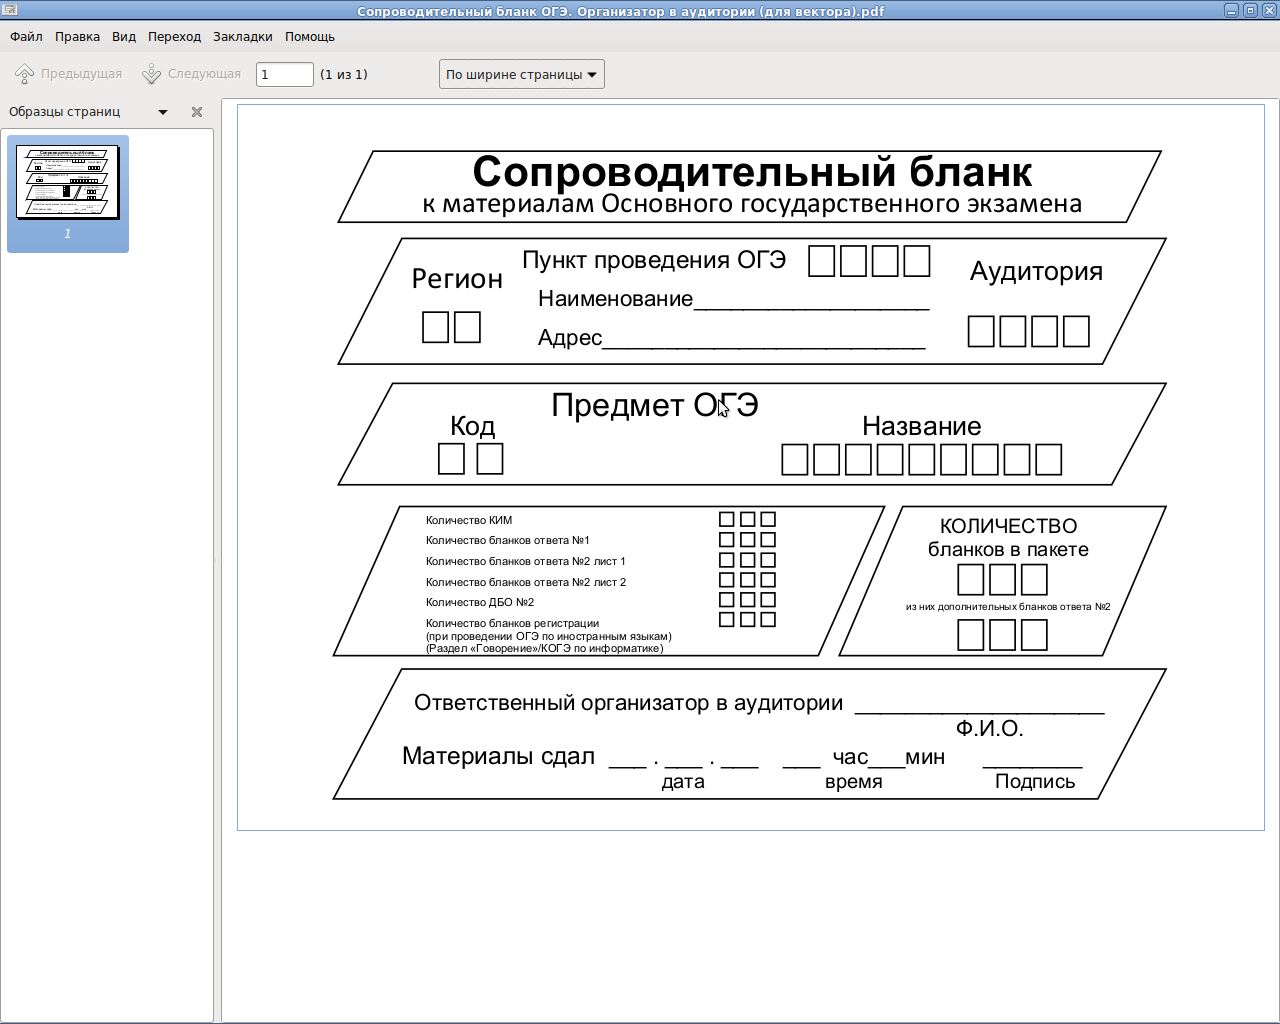 Сопроводительный бланк ОГЭ. Организатор в аудитории (для вектора).pdf
Файл Правка Вид Переход Закладки Помощь
Предыдущая Следующая 1 (1 из 1) По ширине страницы
Образцы страниц
1
Сопроводительный бланк
к материалам Основного государственного экзамена
Регион
Пункт проведения ОГЭ
Аудитория
Наименование___________________
Адрес__________________________
Предмет ОГЭ
Код
Название
Количество КИМ
Количество бланков ответа №1
Количество бланков ответа №2 лист 1
Количество бланков ответа №2 лист 2
Количество ДБО №2
Количество бланков регистрации
(при проведении ОГЭ по иностранным языкам)
(Раздел «Говорение»/КОГЭ по информатике)
КОЛИЧЕСТВО
бланков в пакете
из них дополнительных бланков ответа №2
Ответственный организатор в аудитории ____________________
Ф.И.О.
Материалы сдал ___ . ___ . ___ ___ час___мин ________
дата время Подпись